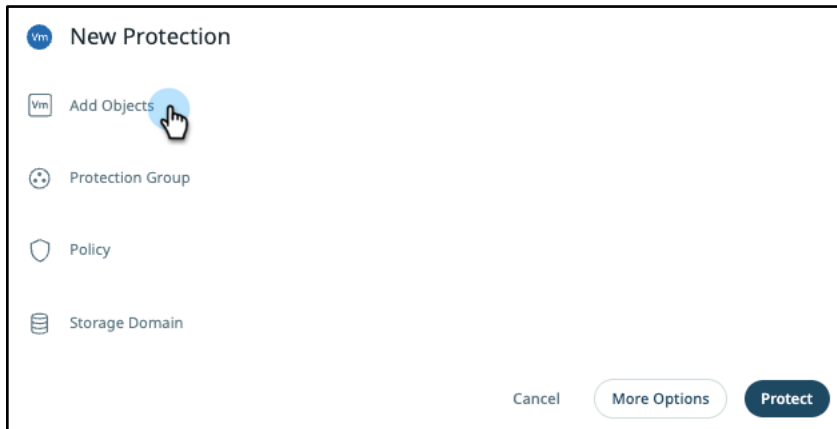 Vm New Protection
Vm Add Objects
Protection Group
Policy
Storage Domain
Cancel More Options Protect